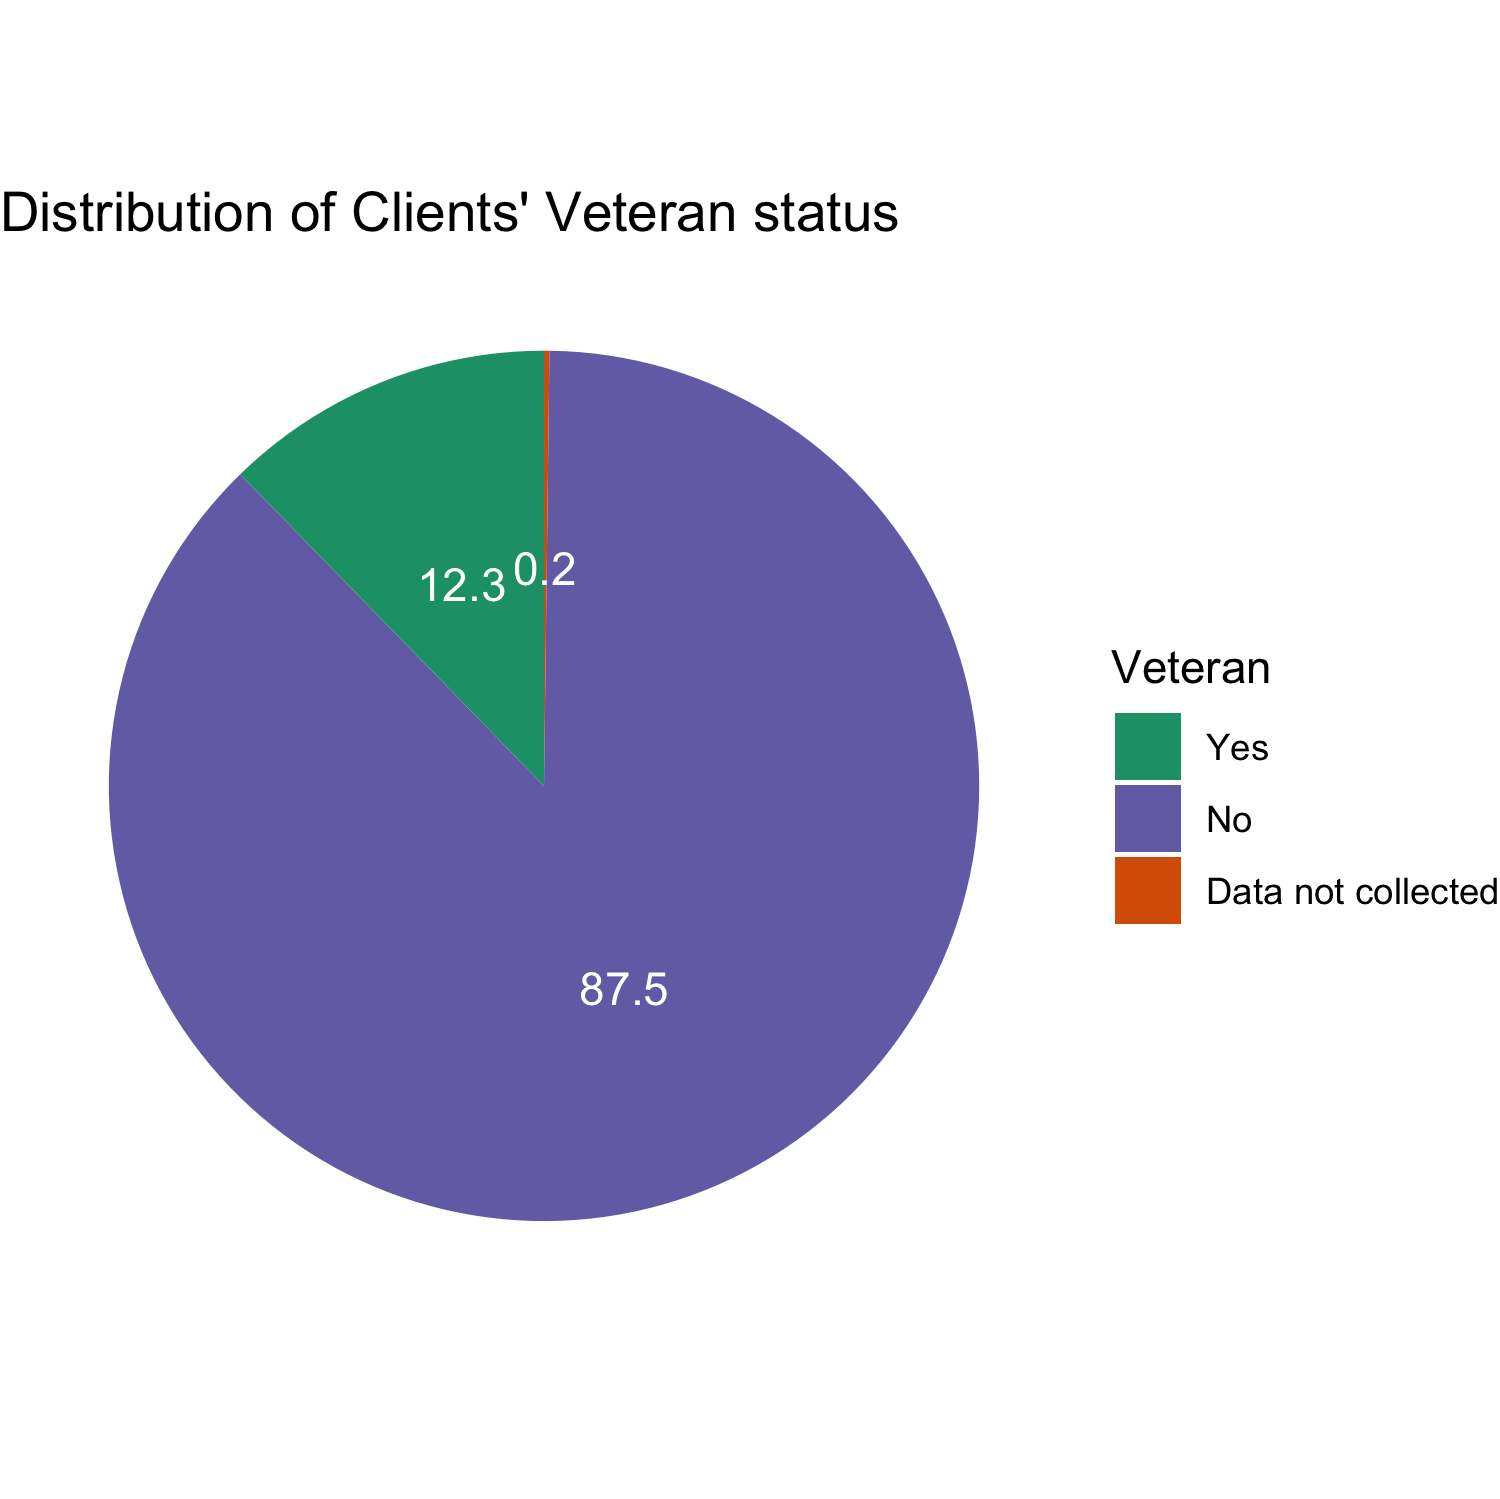 Distribution of Clients' Veteran status
12.3
0.2
87.5
Veteran
Yes
No
Data not collected